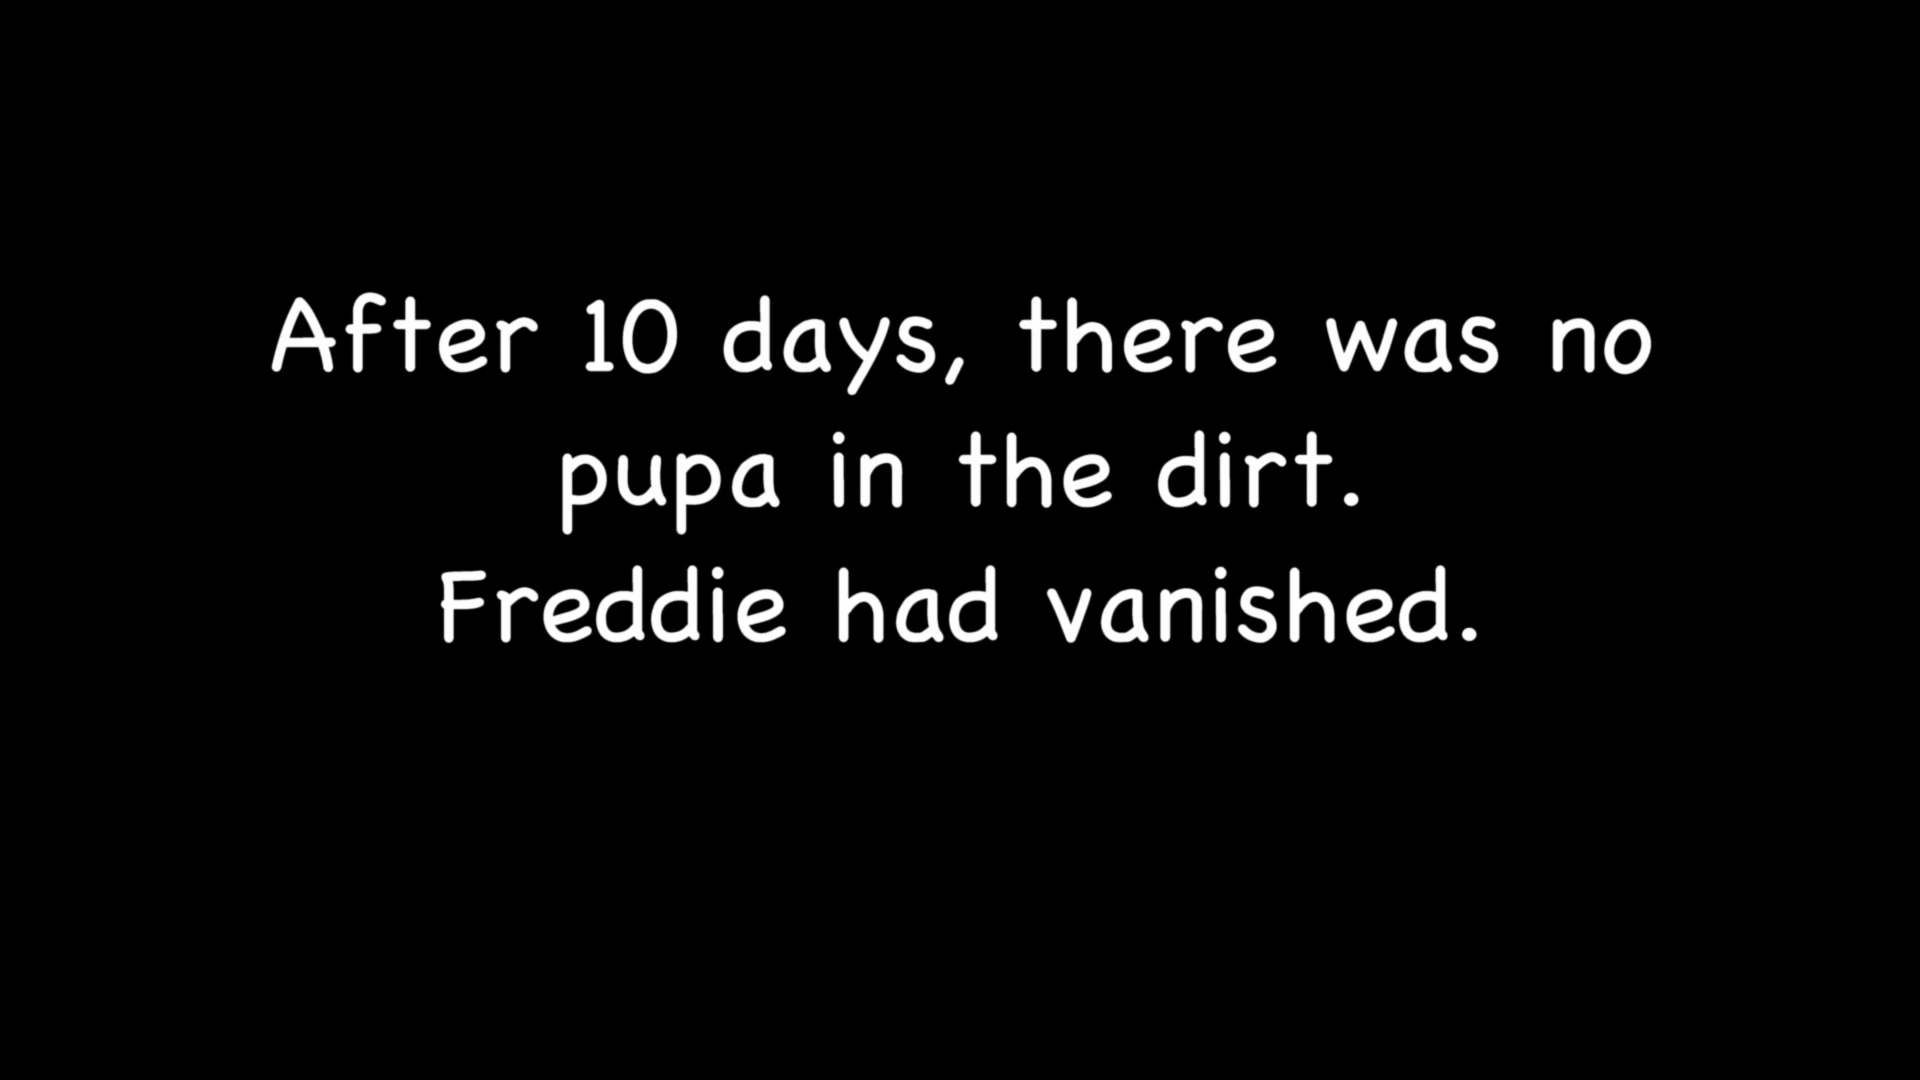 After 10 days, there was no
pupa in the dirt.
Freddie had vanished.